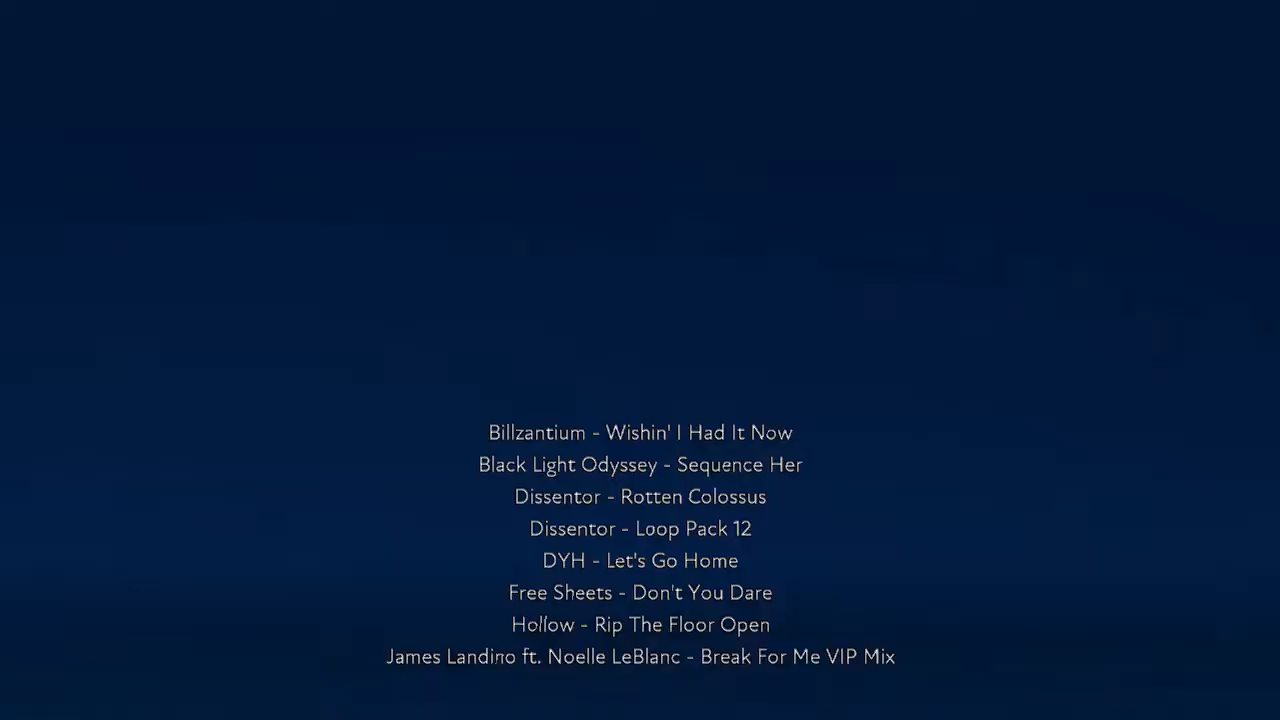 Billzantium - Wishin' I Had It Now
Black Light Odyssey - Sequence Her
Dissentor - Rotten Colossus
Dissentor - Loop Pack 12
DYH - Let's Go Home
Free Sheets - Don't You Dare
Hollow - Rip The Floor Open
James Landino ft. Noelle LeBlanc - Break For Me VIP Mix